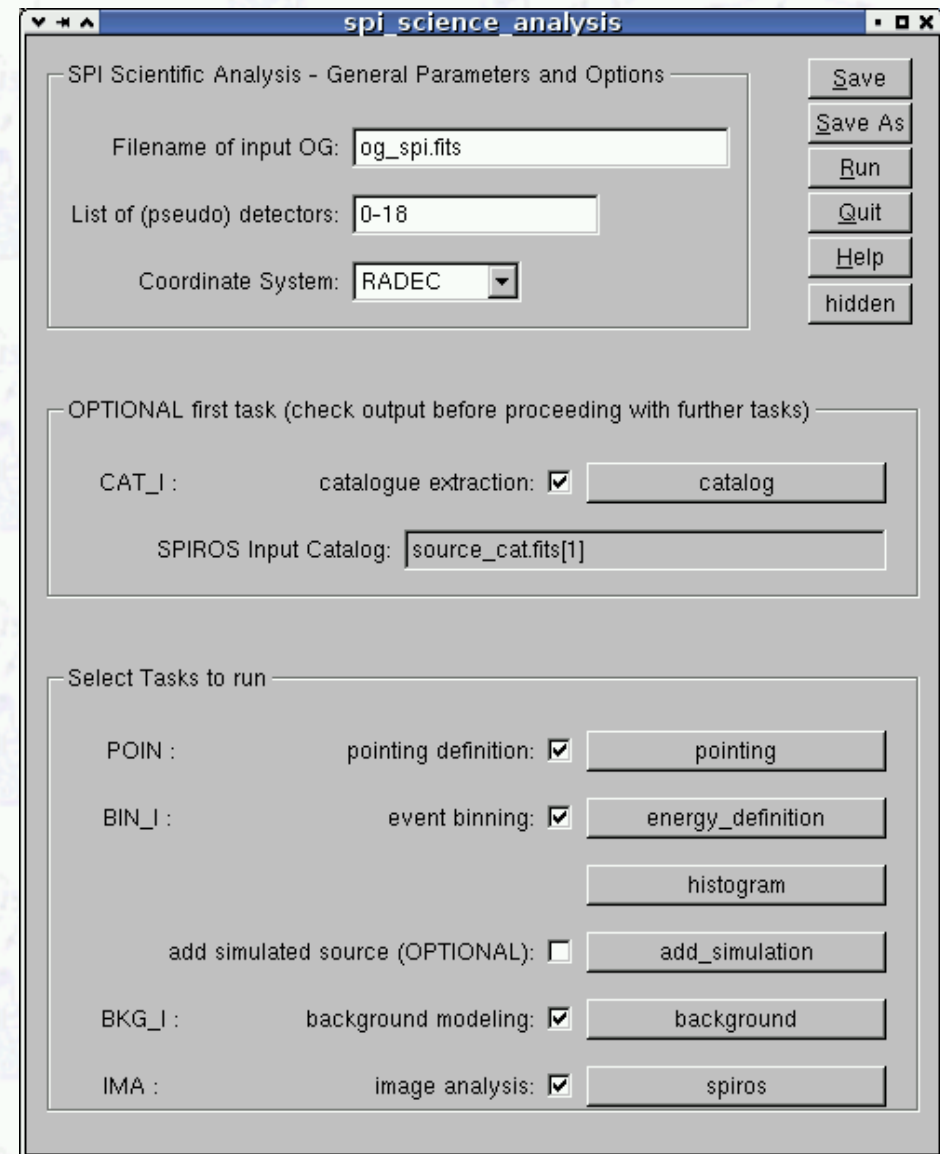 spi_science_analysis
SPI Scientific Analysis - General Parameters and Options
Filename of input OG: og_spi.fits
List of (pseudo) detectors: 0-18
Coordinate System: RADEC
Save
Save As
Run
Quit
Help
hidden
OPTIONAL first task (check output before proceeding with further tasks)
CAT_I : catalogue extraction: catalog
SPIROS Input Catalog: source_cat.fits[1]
Select Tasks to run
POIN : pointing definition: pointing
BIN_I : event binning: energy_definition
histogram
add simulated source (OPTIONAL): add_simulation
BKG_I : background modeling: background
IMA : image analysis: spiros